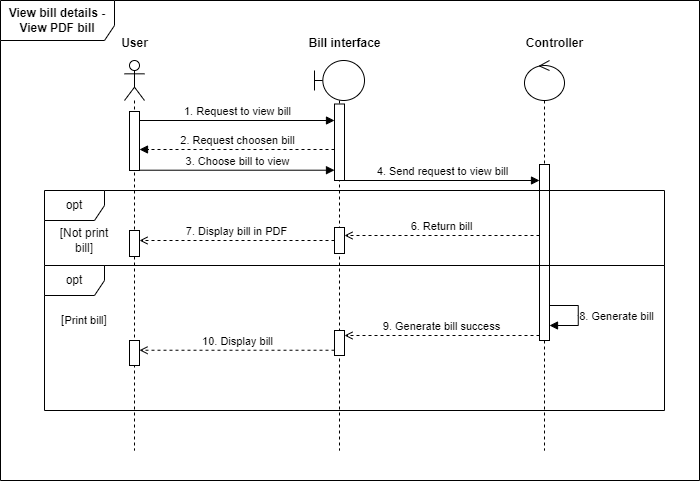 View bill details -
View PDF bill
User
Bill interface
Controller
1. Request to view bill
2. Request choosen bill
3. Choose bill to view
4. Send request to view bill
opt
[Not print
bill]
6. Return bill
7. Display bill in PDF
opt
[Print bill]
8. Generate bill
9. Generate bill success
10. Display bill